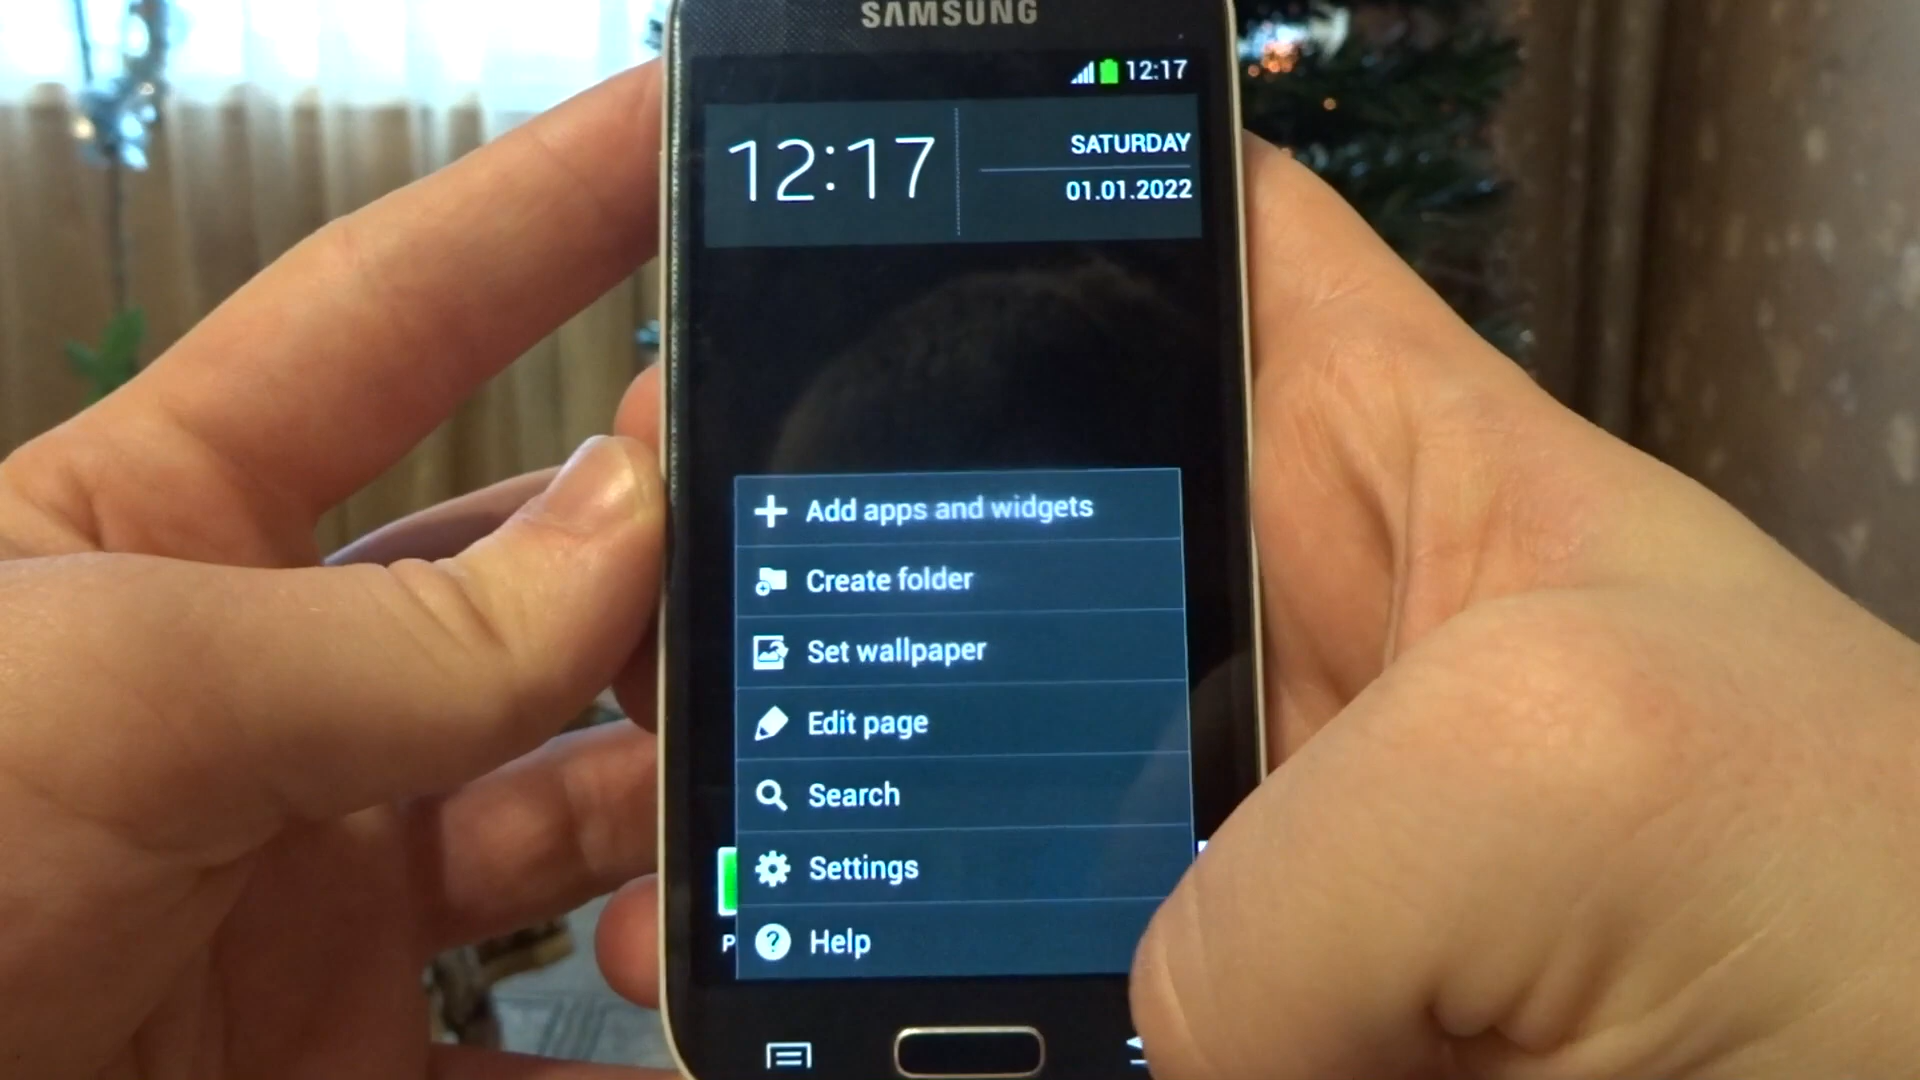 SAMSUNG
12:17
12:17
SATURDAY
01.01.2022
Add apps and widgets
Create folder
Set wallpaper
Edit page
Search
Settings
Help
P